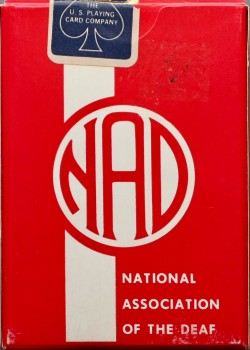 THE
U.S. PLAYING
CARD COMPANY
NAD
NATIONAL
ASSOCIATION
OF THE DEAF